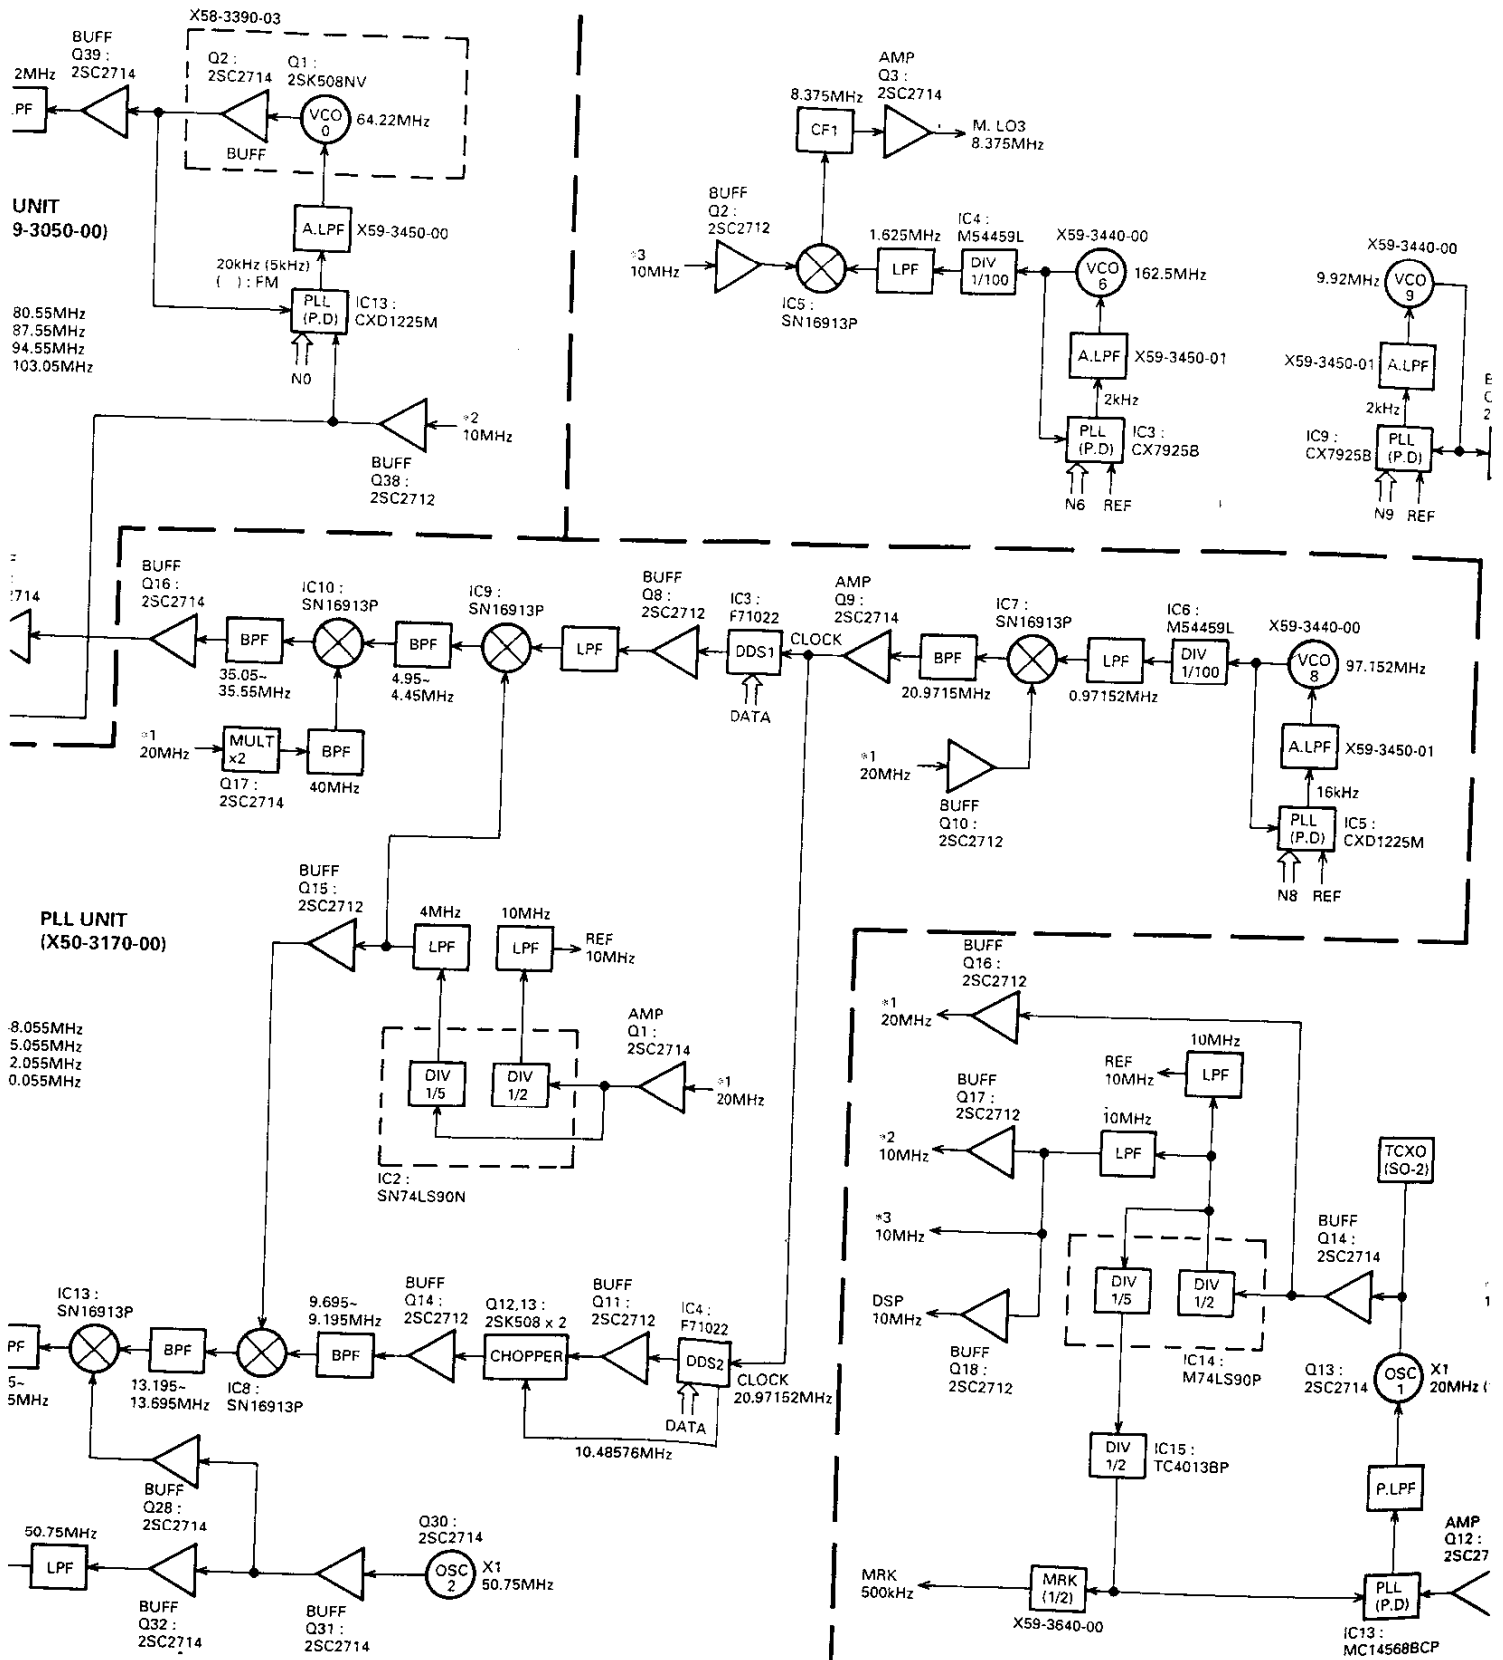 X58-3390-03
BUFF
Q39 :
2SC2714
2MHz
.PF
Q2 :
2SC2714
Q1 :
2SK508NV
VCO
0
64.22MHz
BUFF
UNIT
9-3050-00)
A.LPF
X59-3450-00
20kHz (5kHz)
( ) : FM
PLL
(P.D)
IC13 :
CXD1225M
N0
80.55MHz
87.55MHz
94.55MHz
103.05MHz
*2
10MHz
BUFF
Q38 :
2SC2712
8.375MHz
CF1
AMP
Q3 :
2SC2714
M. LO3
8.375MHz
BUFF
Q2 :
2SC2712
*3
10MHz
IC5 :
SN16913P
1.625MHz
LPF
IC4 :
M54459L
DIV
1/100
X59-3440-00
VCO
6
162.5MHz
A.LPF
X59-3450-01
2kHz
PLL
(P.D)
IC3 :
CX7925B
N6
REF
X59-3440-00
9.92MHz
VCO
9
X59-3450-01
A.LPF
2kHz
IC9 :
CX7925B
PLL
(P.D)
N9
REF
2714
BUFF
Q16 :
2SC2714
BPF
35.05~
35.55MHz
IC10 :
SN16913P
BPF
4.95~
4.45MHz
IC9 :
SN16913P
LPF
BUFF
Q8 :
2SC2712
IC3 :
F71022
DDS1
DATA
CLOCK
AMP
Q9 :
2SC2714
BPF
20.9715MHz
IC7 :
SN16913P
LPF
0.97152MHz
IC6 :
M54459L
DIV
1/100
X59-3440-00
VCO
8
97.152MHz
A.LPF
X59-3450-01
16kHz
PLL
(P.D)
IC5 :
CXD1225M
N8
REF
*1
20MHz
MULT
x2
Q17 :
2SC2714
BPF
40MHz
*1
20MHz
BUFF
Q10 :
2SC2712
PLL UNIT
(X50-3170-00)
BUFF
Q15 :
2SC2712
4MHz
LPF
10MHz
LPF
REF
10MHz
DIV
1/5
DIV
1/2
AMP
Q1 :
2SC2714
*1
20MHz
IC2 :
SN74LS90N
8.055MHz
5.055MHz
2.055MHz
0.055MHz
BUFF
Q16 :
2SC2712
*1
20MHz
BUFF
Q17 :
2SC2712
*2
10MHz
*3
10MHz
DSP
10MHz
BUFF
Q18 :
2SC2712
REF
10MHz
10MHz
LPF
10MHz
LPF
DIV
1/5
DIV
1/2
IC14 :
M74LS90P
BUFF
Q14 :
2SC2714
TCXO
(SO-2)
Q13 :
2SC2714
OSC
1
X1
20MHz (
DIV
1/2
IC15 :
TC4013BP
P.LPF
AMP
Q12 :
2SC27
MRK
500kHz
MRK
(1/2)
X59-3640-00
PLL
(P.D)
IC13 :
MC14568BCP
IC13 :
SN16913P
PF
5~
5MHz
BPF
13.195~
13.695MHz
IC8 :
SN16913P
9.695~
9.195MHz
BPF
BUFF
Q14 :
2SC2712
Q12,13 :
2SK508 x 2
CHOPPER
BUFF
Q11 :
2SC2712
IC4 :
F71022
DDS2
CLOCK
20.97152MHz
DATA
10.48576MHz
BUFF
Q28 :
2SC2714
50.75MHz
LPF
BUFF
Q32 :
2SC2714
BUFF
Q31 :
2SC2714
Q30 :
2SC2714
OSC
2
X1
50.75MHz